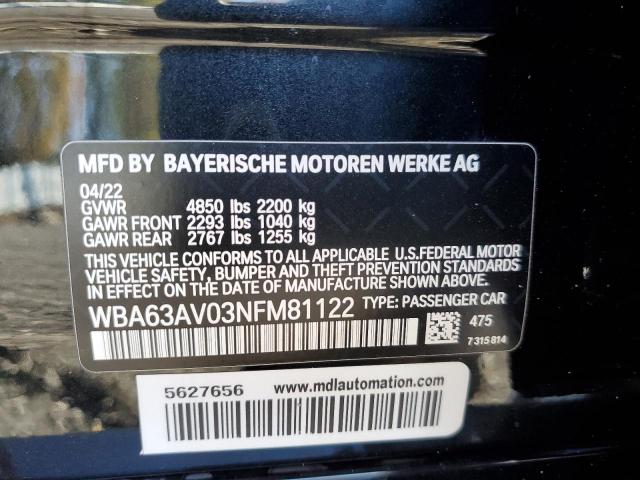 MFD BY BAYERISCHE MOTOREN WERKE AG
04/22
GVWR 4850 lbs 2200 kg
GAWR FRONT 2293 lbs 1040 kg
GAWR REAR 2767 lbs 1255 kg
THIS VEHICLE CONFORMS TO ALL APPLICABLE U.S.FEDERAL MOTOR
VEHICLE SAFETY, BUMPER AND THEFT PREVENTION STANDARDS
IN EFFECT ON THE DATE OF MANUFACTURE SHOWN ABOVE.
WBA63AV03NFM81122 TYPE: PASSENGER CAR
475
7315814
5627656 www.mdlautomation.com